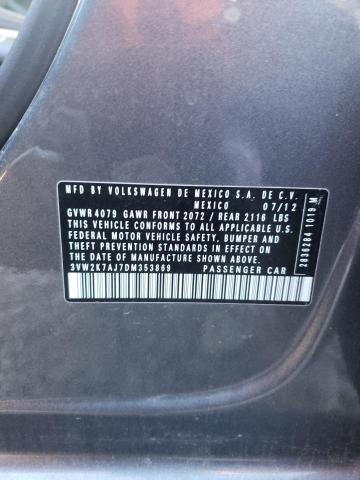 MFD BY VOLKSWAGEN DE MEXICO S.A. DE C.V.
MEXICO 07/12
GVWR 4079 GAWR FRONT 2072 / REAR 2116 LBS
THIS VEHICLE CONFORMS TO ALL APPLICABLE U.S.
FEDERAL MOTOR VEHICLE SAFETY, BUMPER AND
THEFT PREVENTION STANDARDS IN EFFECT
ON THE DATE OF MANUFACTURE SHOWN ABOVE
3VW2K7AJ7DM353869 PASSENGER CAR
2836284 1019 M